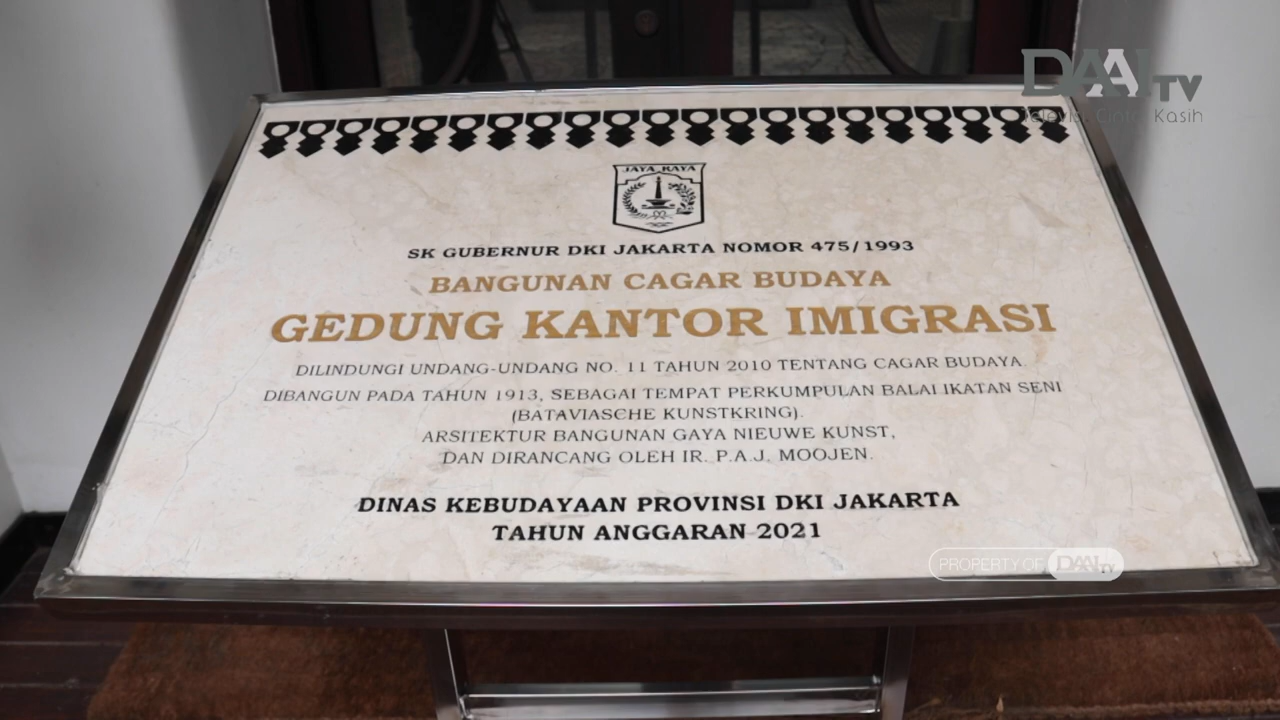 DAAI TV
Televisi Cinta Kasih
JAYA RAYA
SK GUBERNUR DKI JAKARTA NOMOR 475/1993
BANGUNAN CAGAR BUDAYA
GEDUNG KANTOR IMIGRASI
DILINDUNGI UNDANG-UNDANG NO. 11 TAHUN 2010 TENTANG CAGAR BUDAYA.
DIBANGUN PADA TAHUN 1913, SEBAGAI TEMPAT PERKUMPULAN BALAI IKATAN SENI
(BATAVIASCHE KUNSTKRING).
ARSITEKTUR BANGUNAN GAYA NIEUWE KUNST,
DAN DIRANCANG OLEH IR. P.A.J. MOOJEN.
DINAS KEBUDAYAAN PROVINSI DKI JAKARTA
TAHUN ANGGARAN 2021
PROPERTY OF DAAI TV